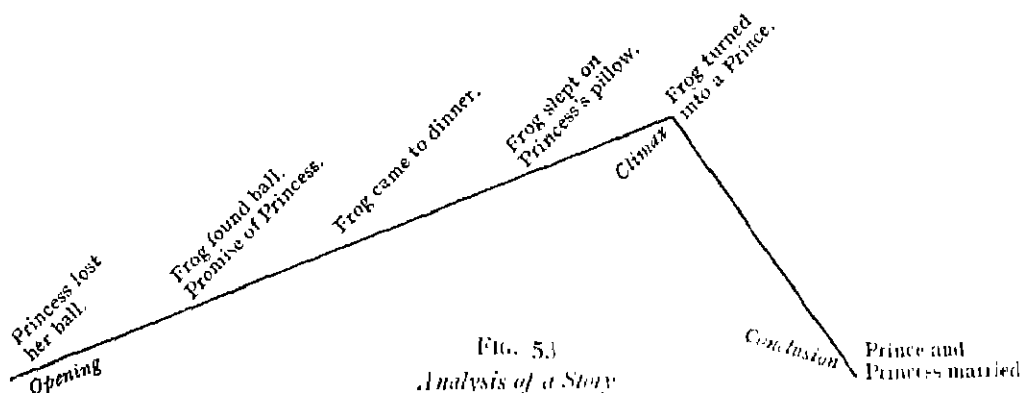 Princess lost
her ball.
Opening
Frog found ball.
Promise of Princess.
Frog came to dinner.
Frog slept on
Princess's pillow.
Climax
Frog turned
into a Prince.
Conclusion
Prince and
Princess married
FIG. 53
Analysis of a Story